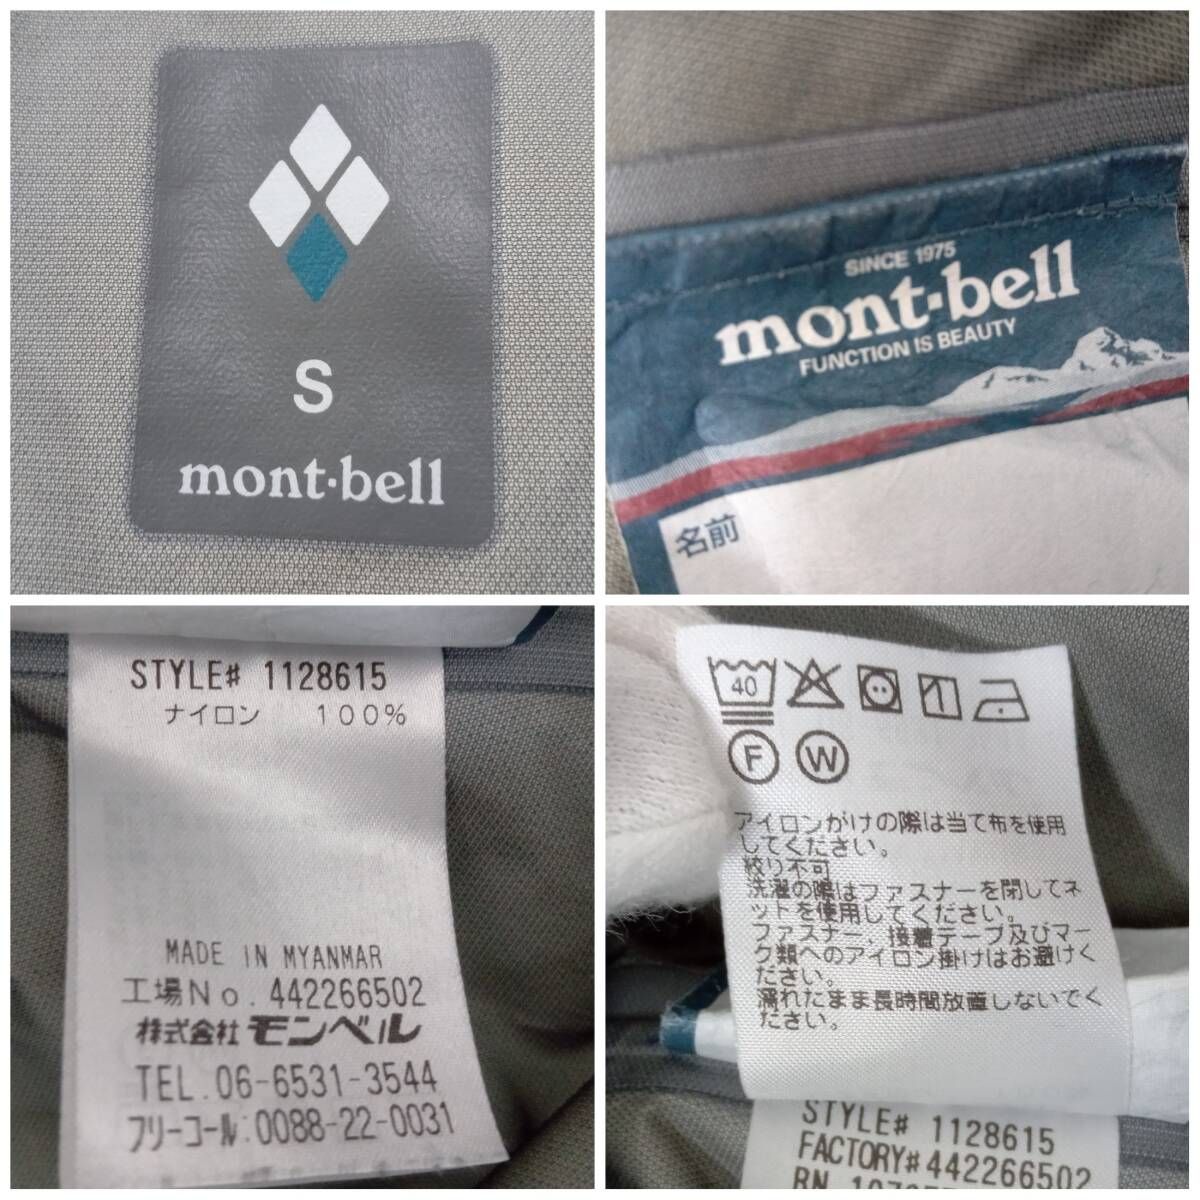 S
mont·bell
SINCE 1975
mont·bell
FUNCTION IS BEAUTY
名前
STYLE# 1128615
ナイロン 100%
MADE IN MYANMAR
工場No. 442266502
株式会社 モンベル
TEL. 06-6531-3544
フリーコール:0088-22-0031
40
F W
アイロンがけの際は当て布を使用
してください。
絞り不可
洗濯の際はファスナーを閉してネ
ットを使用してください。
ファスナー、接着テープ及びマー
ク類へのアイロン掛けはお避けく
ださい。
濡れたまま長時間放置しないでく
ださい。
STYLE# 1128615
FACTORY# 442266502
RN